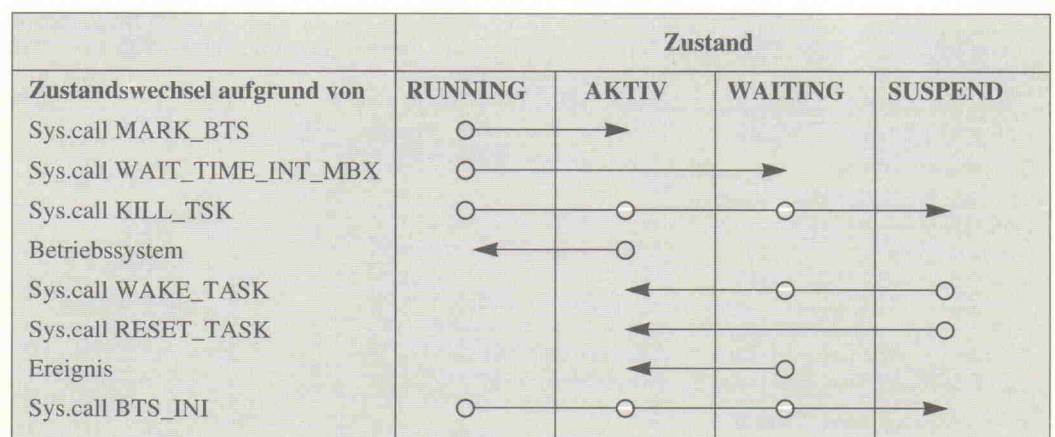 Zustand
Zustandswechsel aufgrund von RUNNING AKTIV WAITING SUSPEND
Sys.call MARK_BTS
Sys.call WAIT_TIME_INT_MBX
Sys.call KILL_TSK
Betriebssystem
Sys.call WAKE_TASK
Sys.call RESET_TASK
Ereignis
Sys.call BTS_INI